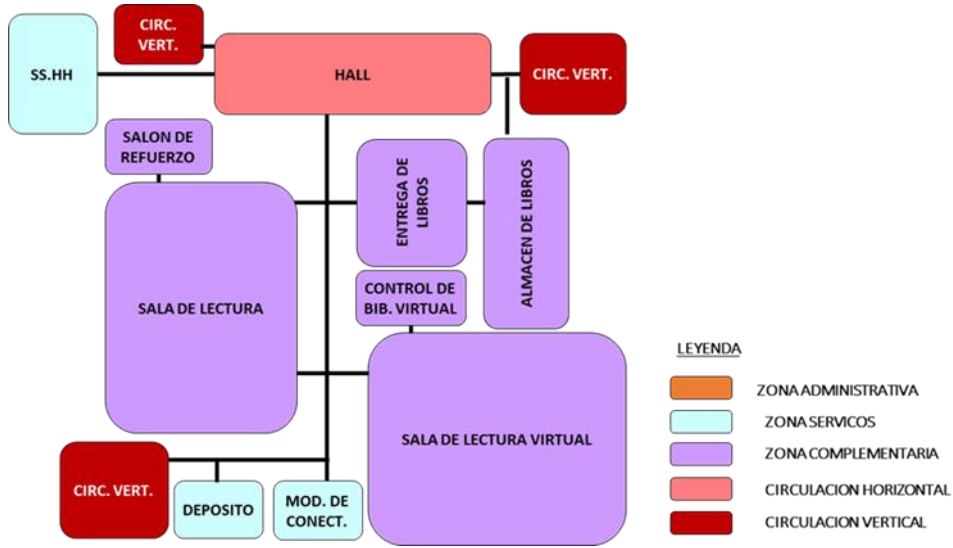 CIRC.
VERT.
SS.HH
HALL
CIRC. VERT.
SALON DE
REFUERZO
ENTREGA DE
LIBROS
ALMACEN DE LIBROS
SALA DE LECTURA
CONTROL DE
BIB. VIRTUAL
SALA DE LECTURA VIRTUAL
CIRC. VERT.
DEPOSITO
MOD. DE
CONECT.
LEYENDA
ZONA ADMINISTRATIVA
ZONA SERVICOS
ZONA COMPLEMENTARIA
CIRCULACION HORIZONTAL
CIRCULACION VERTICAL